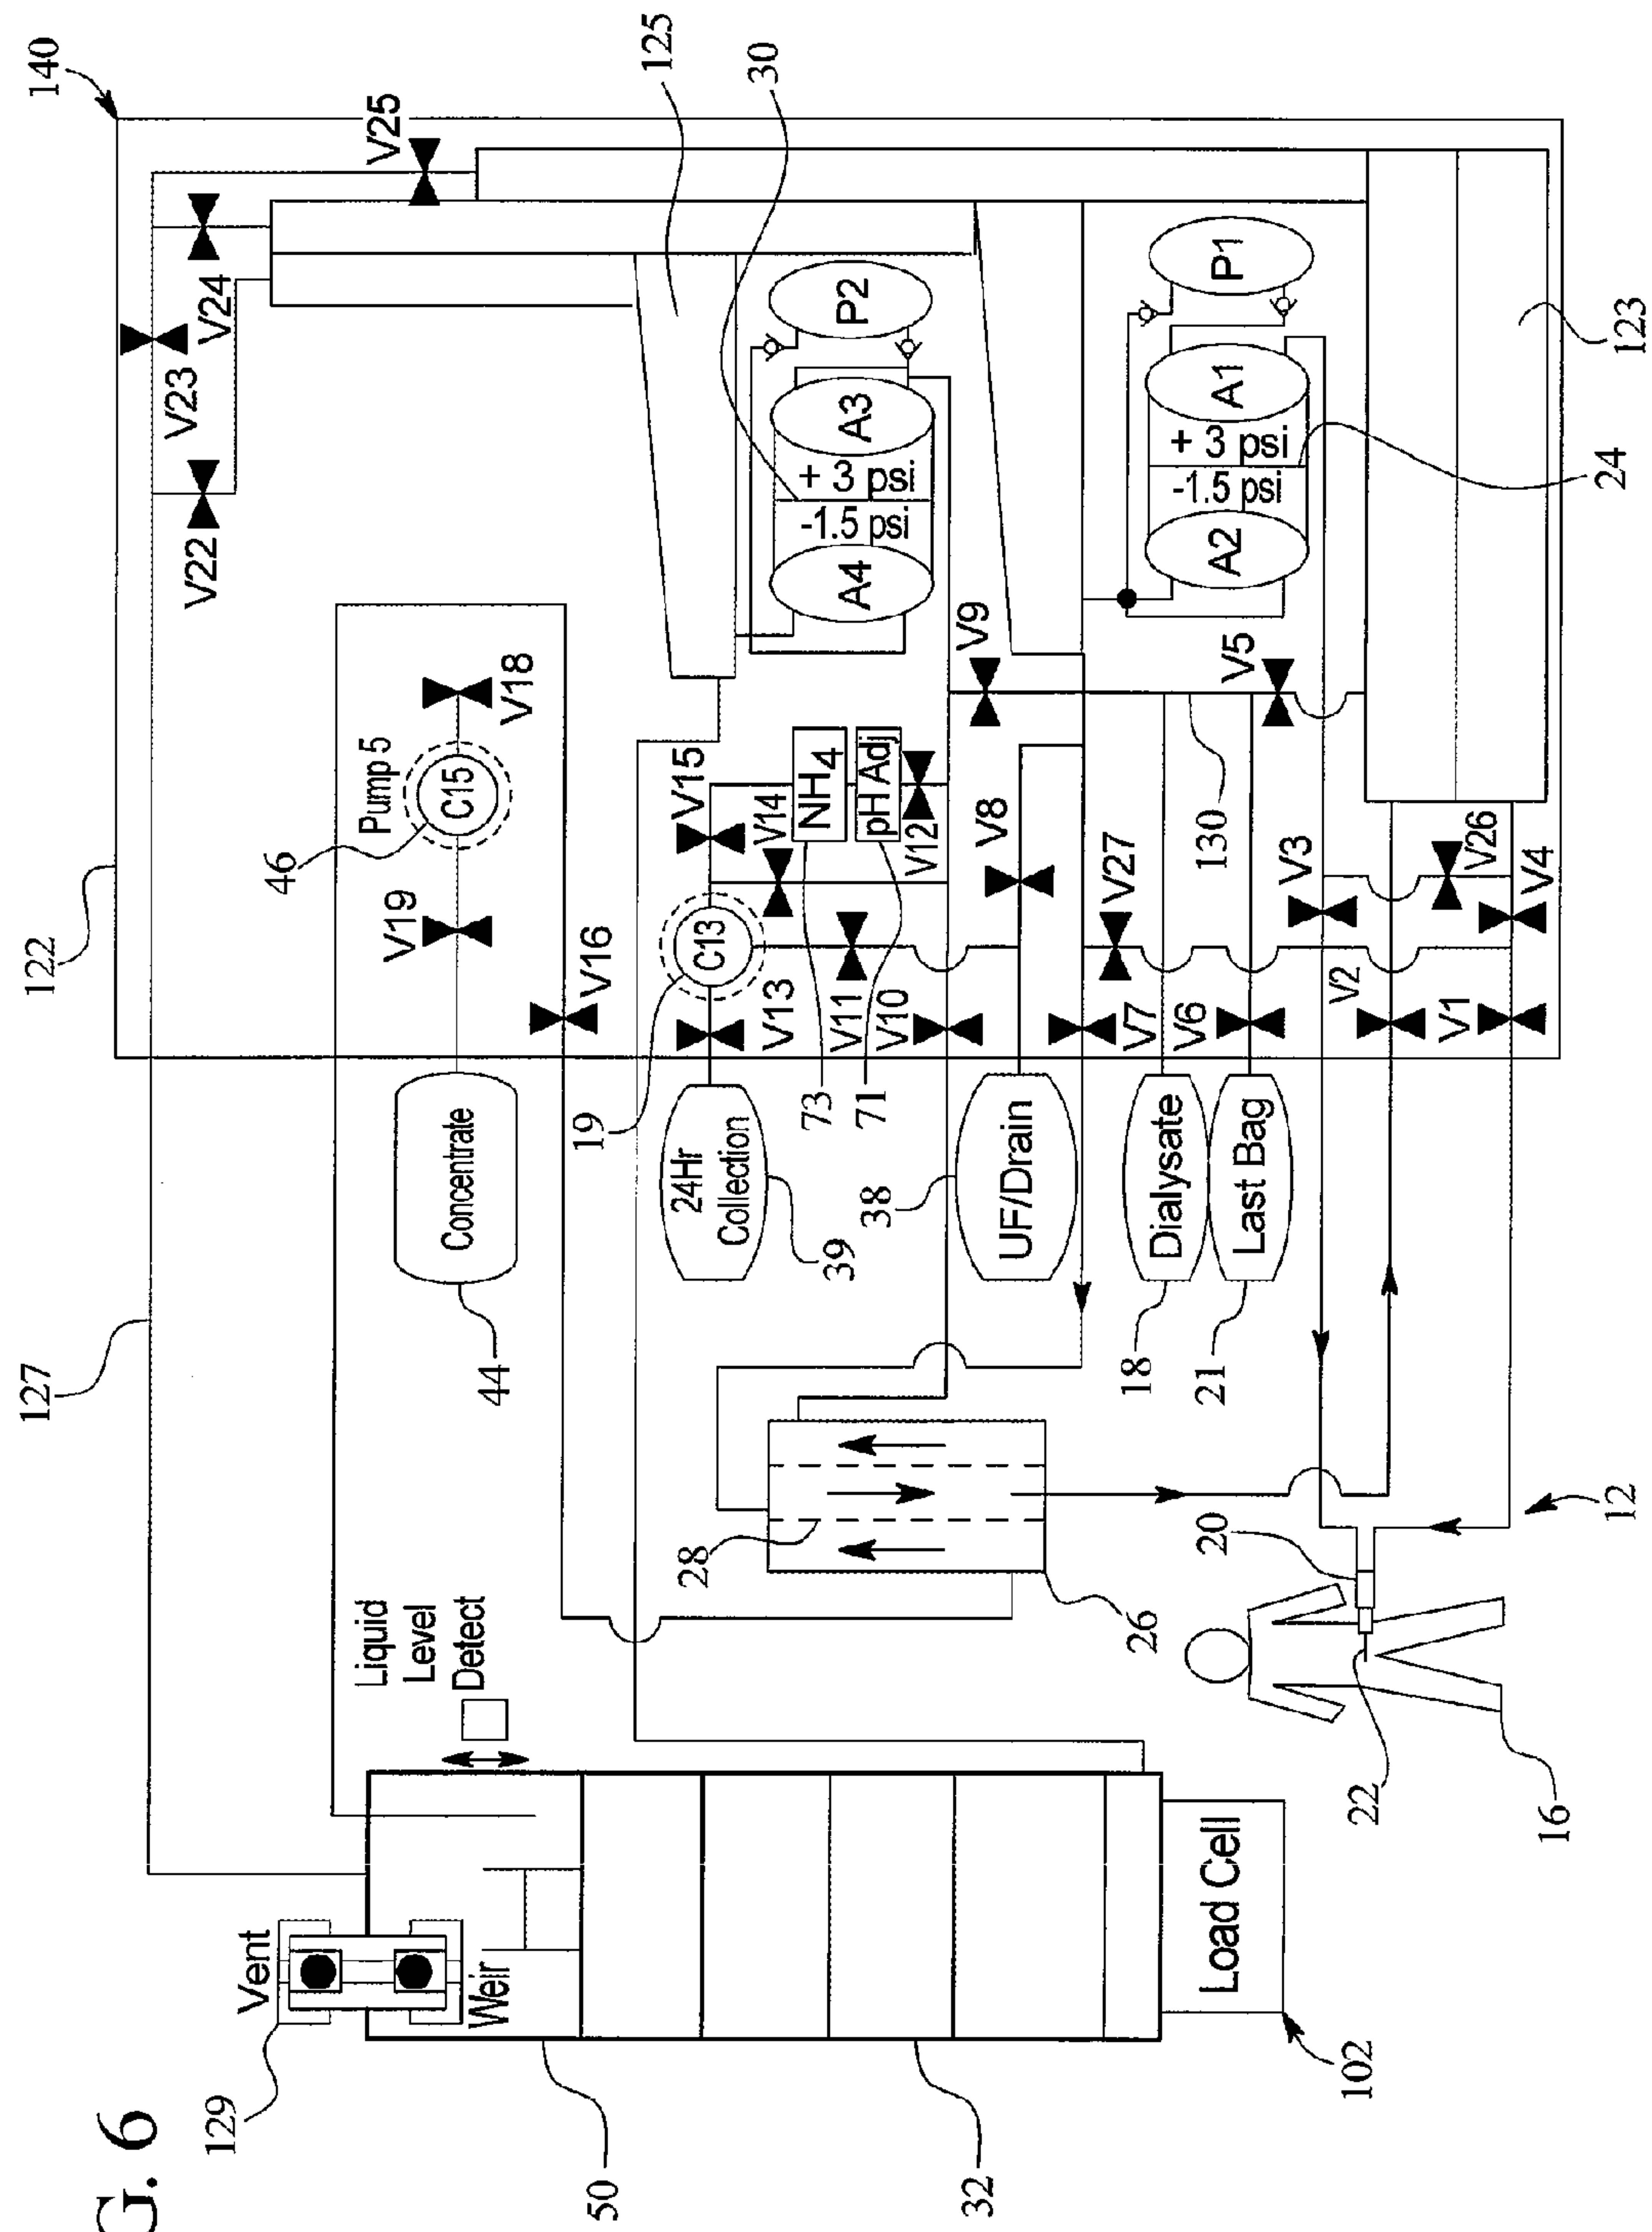 G. 6
140
125
30
V25
V24
V23
V22
122
127
Pump 5
C15
V18
46
V19
Concentrate
44
Liquid
Level
Detect
Vent
Weir
129
50
32
Load Cell
102
V16
P2
A3
+ 3 psi
-1.5 psi
A4
V15
V14
NH4
pH Adj
V12
C13
19
V13
V11
V10
24Hr
Collection
39
73
71
V9
V8
UF/Drain
38
V27
V7
V6
130
V5
P1
A1
+ 3 psi
-1.5 psi
A2
24
123
Dialysate
Last Bag
18
21
V3
V26
V4
V2
V1
28
26
20
12
22
16